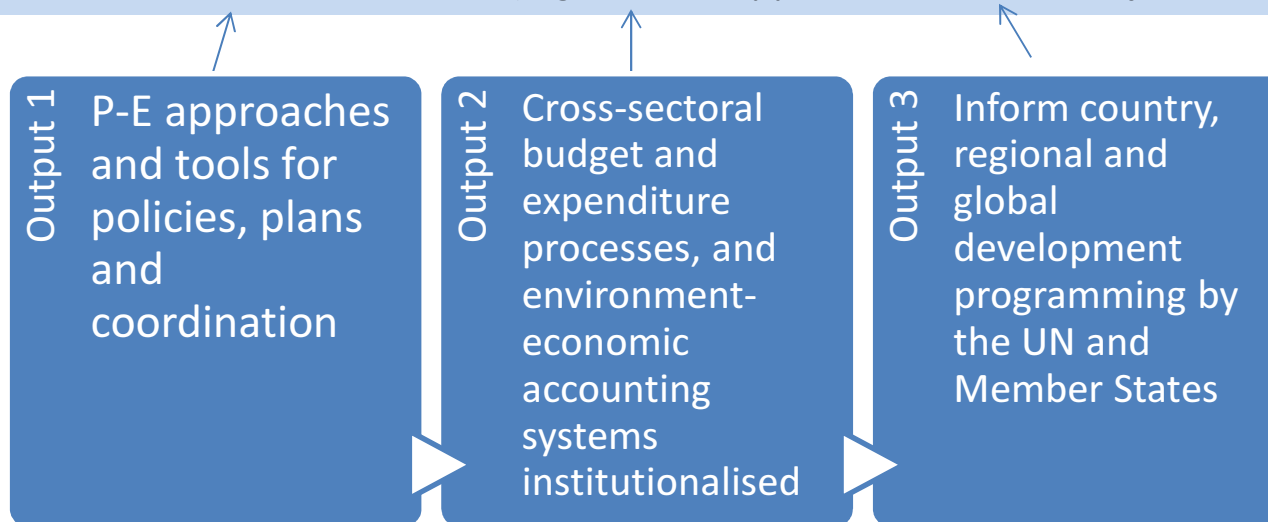 Output 1
P-E approaches
and tools for
policies, plans
and
coordination
Output 2
Cross-sectoral
budget and
expenditure
processes, and
environment-
economic
accounting
systems
institutionalised
Output 3
Inform country,
regional and
global
development
programming by
the UN and
Member States